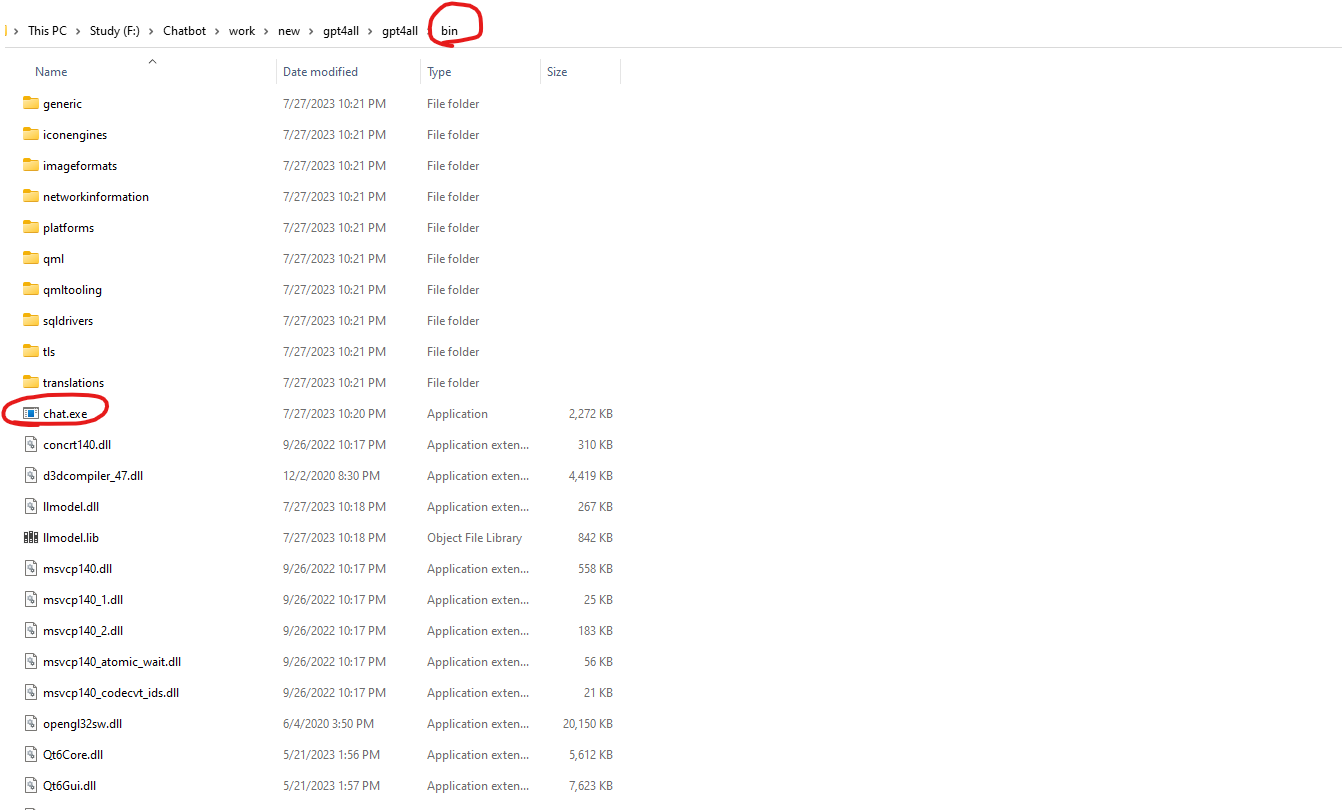 This PC > Study (F:) > Chatbot > work > new > gpt4all > gpt4all bin
Name Date modified Type Size
generic 7/27/2023 10:21 PM File folder
iconengines 7/27/2023 10:21 PM File folder
imageformats 7/27/2023 10:21 PM File folder
networkinformation 7/27/2023 10:21 PM File folder
platforms 7/27/2023 10:21 PM File folder
qml 7/27/2023 10:21 PM File folder
qmltooling 7/27/2023 10:21 PM File folder
sqldrivers 7/27/2023 10:21 PM File folder
tls 7/27/2023 10:21 PM File folder
translations 7/27/2023 10:21 PM File folder
chat.exe 7/27/2023 10:20 PM Application 2,272 KB
concrt140.dll 9/26/2022 10:17 PM Application exten... 310 KB
d3dcompiler_47.dll 12/2/2020 8:30 PM Application exten... 4,419 KB
llmodel.dll 7/27/2023 10:18 PM Application exten... 267 KB
llmodel.lib 7/27/2023 10:18 PM Object File Library 842 KB
msvcp140.dll 9/26/2022 10:17 PM Application exten... 558 KB
msvcp140_1.dll 9/26/2022 10:17 PM Application exten... 25 KB
msvcp140_2.dll 9/26/2022 10:17 PM Application exten... 183 KB
msvcp140_atomic_wait.dll 9/26/2022 10:17 PM Application exten... 56 KB
msvcp140_codecvt_ids.dll 9/26/2022 10:17 PM Application exten... 21 KB
opengl32sw.dll 6/4/2020 3:50 PM Application exten... 20,150 KB
Qt6Core.dll 5/21/2023 1:56 PM Application exten... 5,612 KB
Qt6Gui.dll 5/21/2023 1:57 PM Application exten... 7,623 KB